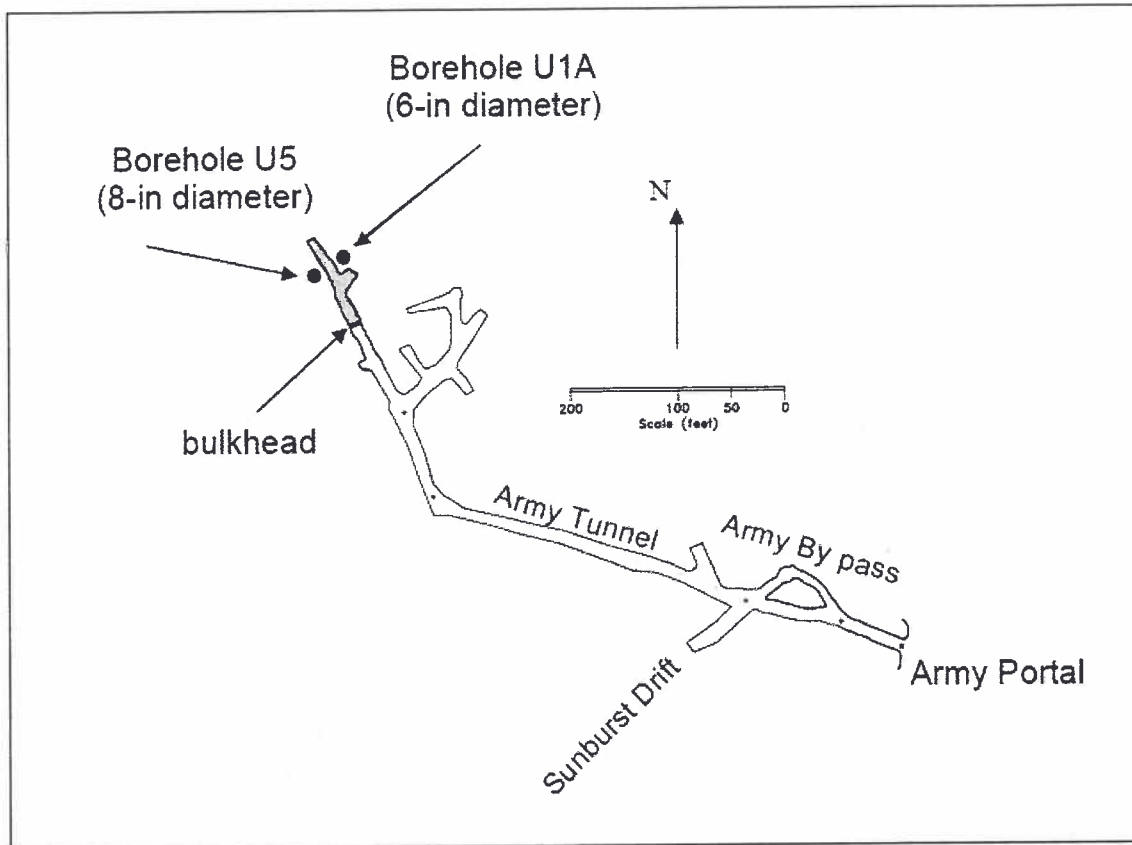 Borehole U1A
(6-in diameter)
Borehole U5
(8-in diameter)
N
bulkhead
200 100 50 0
Scale (feet)
Army Tunnel
Army By pass
Sunburst Drift
Army Portal